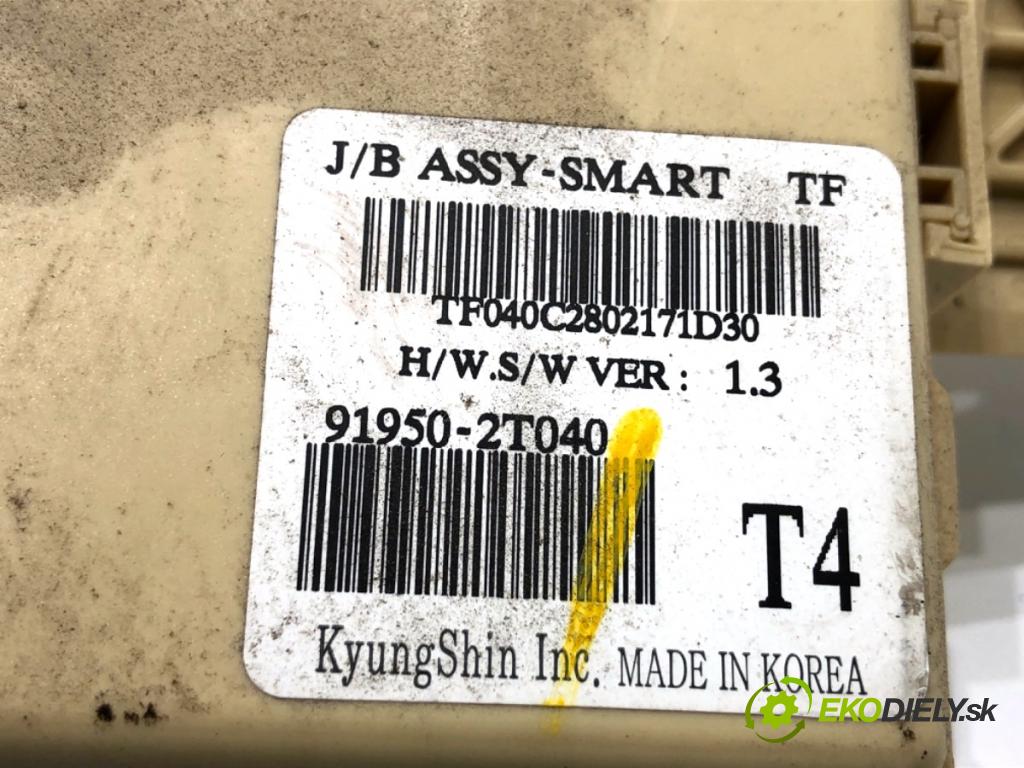 J/B ASSY-SMART TF
TF040C2802171D30
H/W.S/W VER : 1.3
91950-2T040
T4
KyungShin Inc. MADE IN KOREA
EKODIELY.sk